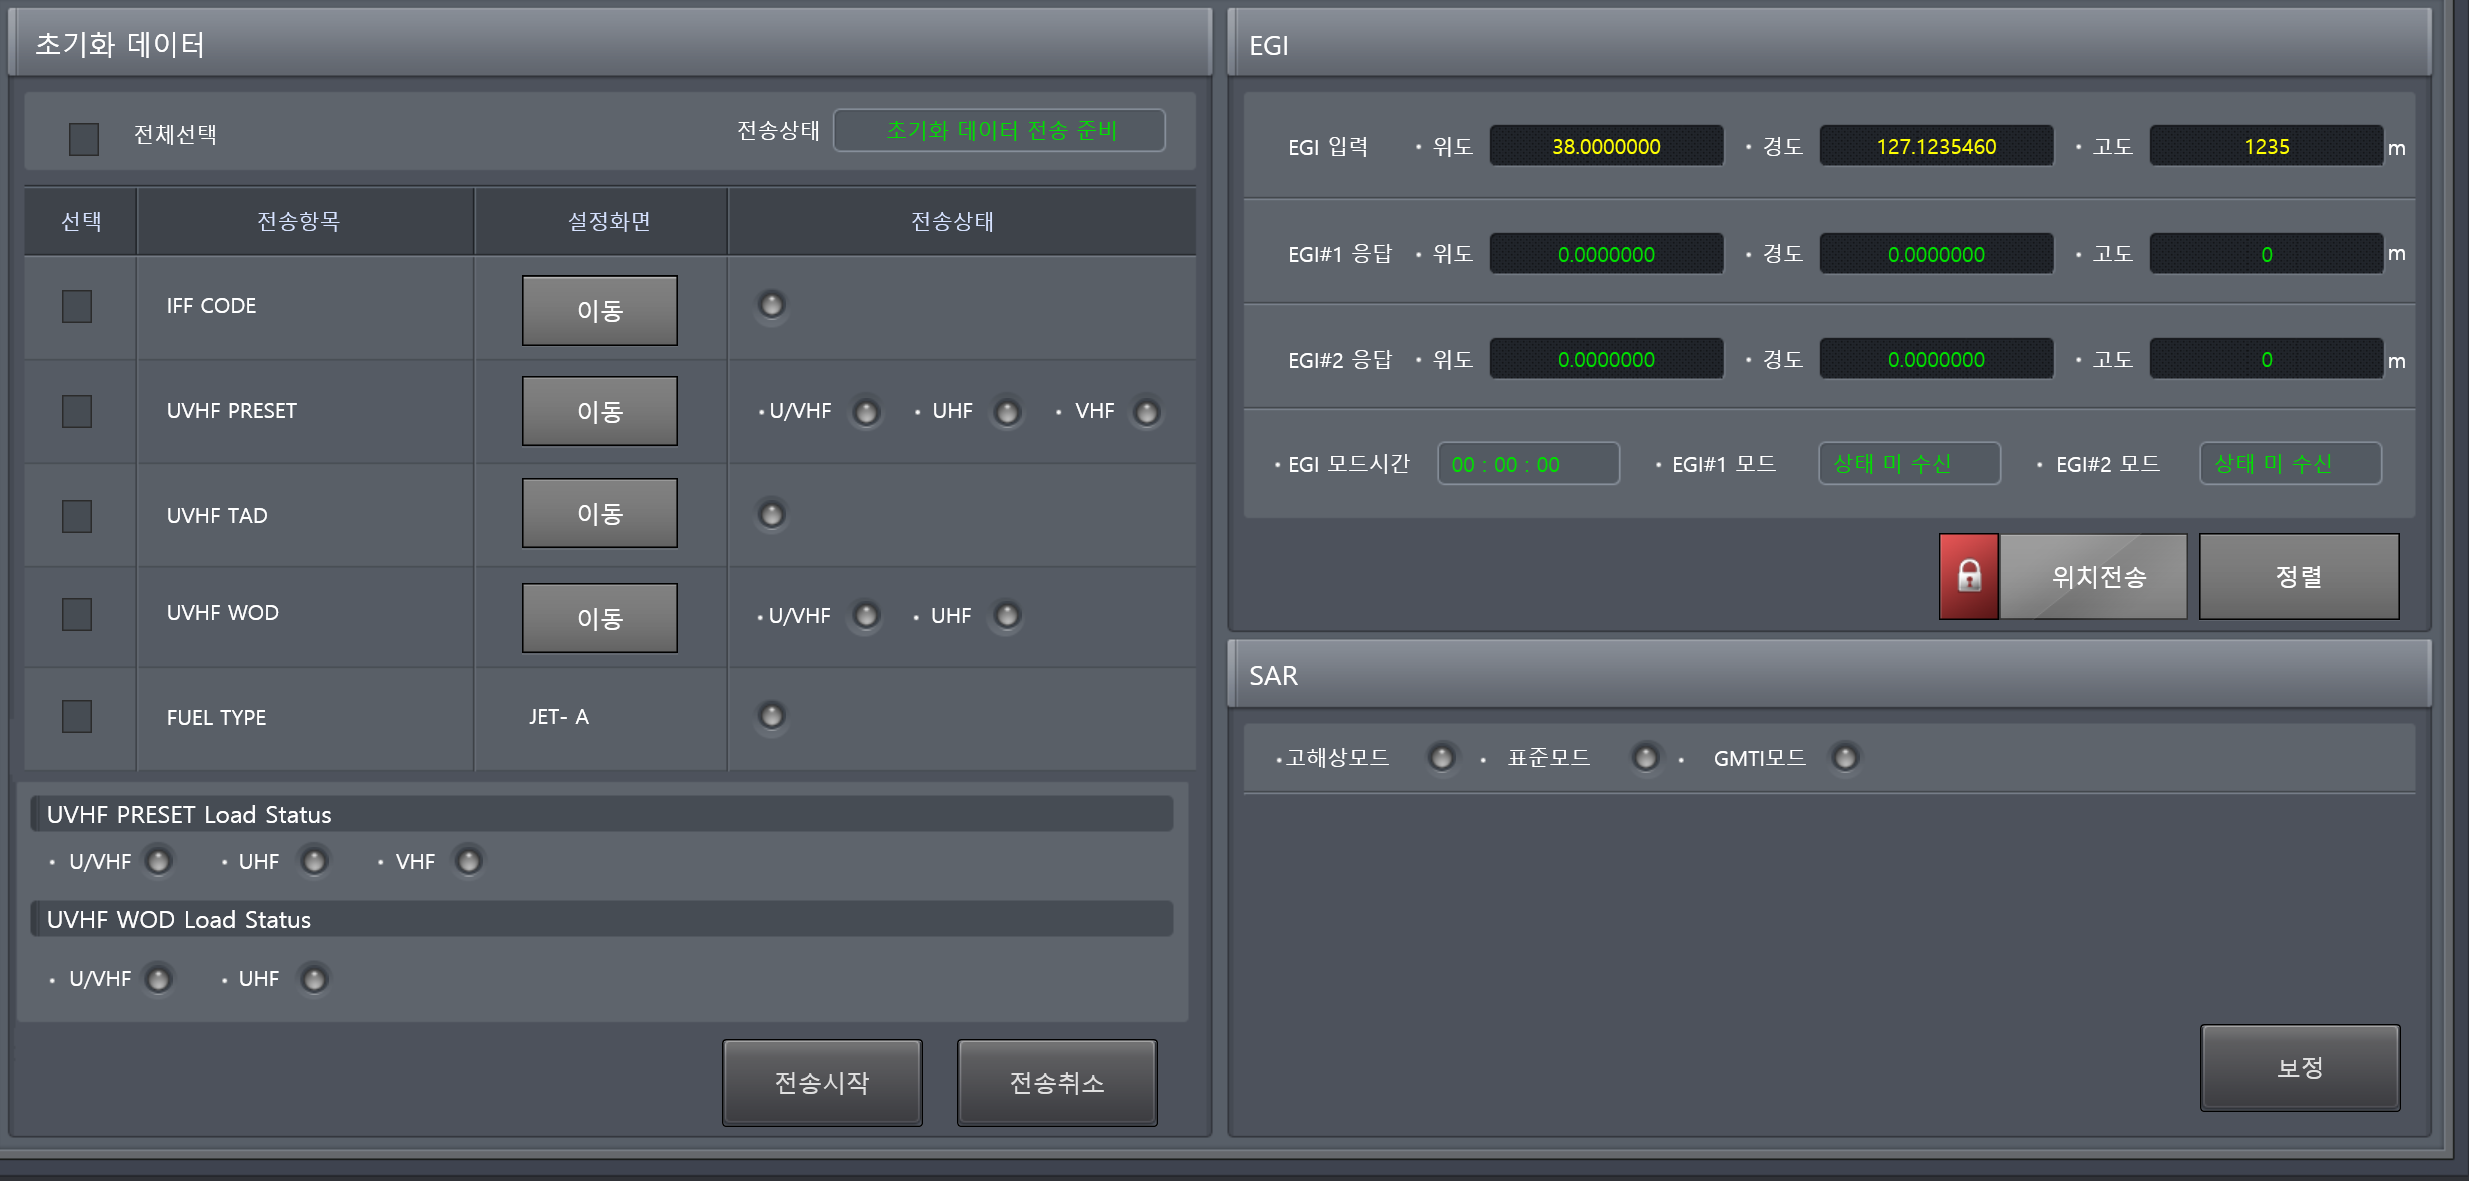 초기화 데이터
전체선택
전송상태 초기화 데이터 전송 준비
선택 전송항목 설정화면 전송상태
IFF CODE 이동
UVHF PRESET 이동 •U/VHF • UHF • VHF
UVHF TAD 이동
UVHF WOD 이동 •U/VHF • UHF
FUEL TYPE JET- A
UVHF PRESET Load Status
• U/VHF • UHF • VHF
UVHF WOD Load Status
• U/VHF • UHF
전송시작 전송취소
EGI
EGI 입력 • 위도 38.0000000 • 경도 127.1235460 • 고도 1235 m
EGI#1 응답 • 위도 0.0000000 • 경도 0.0000000 • 고도 0 m
EGI#2 응답 • 위도 0.0000000 • 경도 0.0000000 • 고도 0 m
• EGI 모드시간 00 : 00 : 00 • EGI#1 모드 상태 미 수신 • EGI#2 모드 상태 미 수신
위치전송 정렬
SAR
•고해상모드 • 표준모드 • GMTI모드
보정